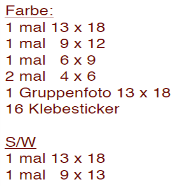 Farbe:
1 mal 13 x 18
1 mal 9 x 12
1 mal 6 x 9
2 mal 4 x 6
1 Gruppenfoto 13 x 18
16 Klebesticker

S/W
1 mal 13 x 18
1 mal 9 x 13